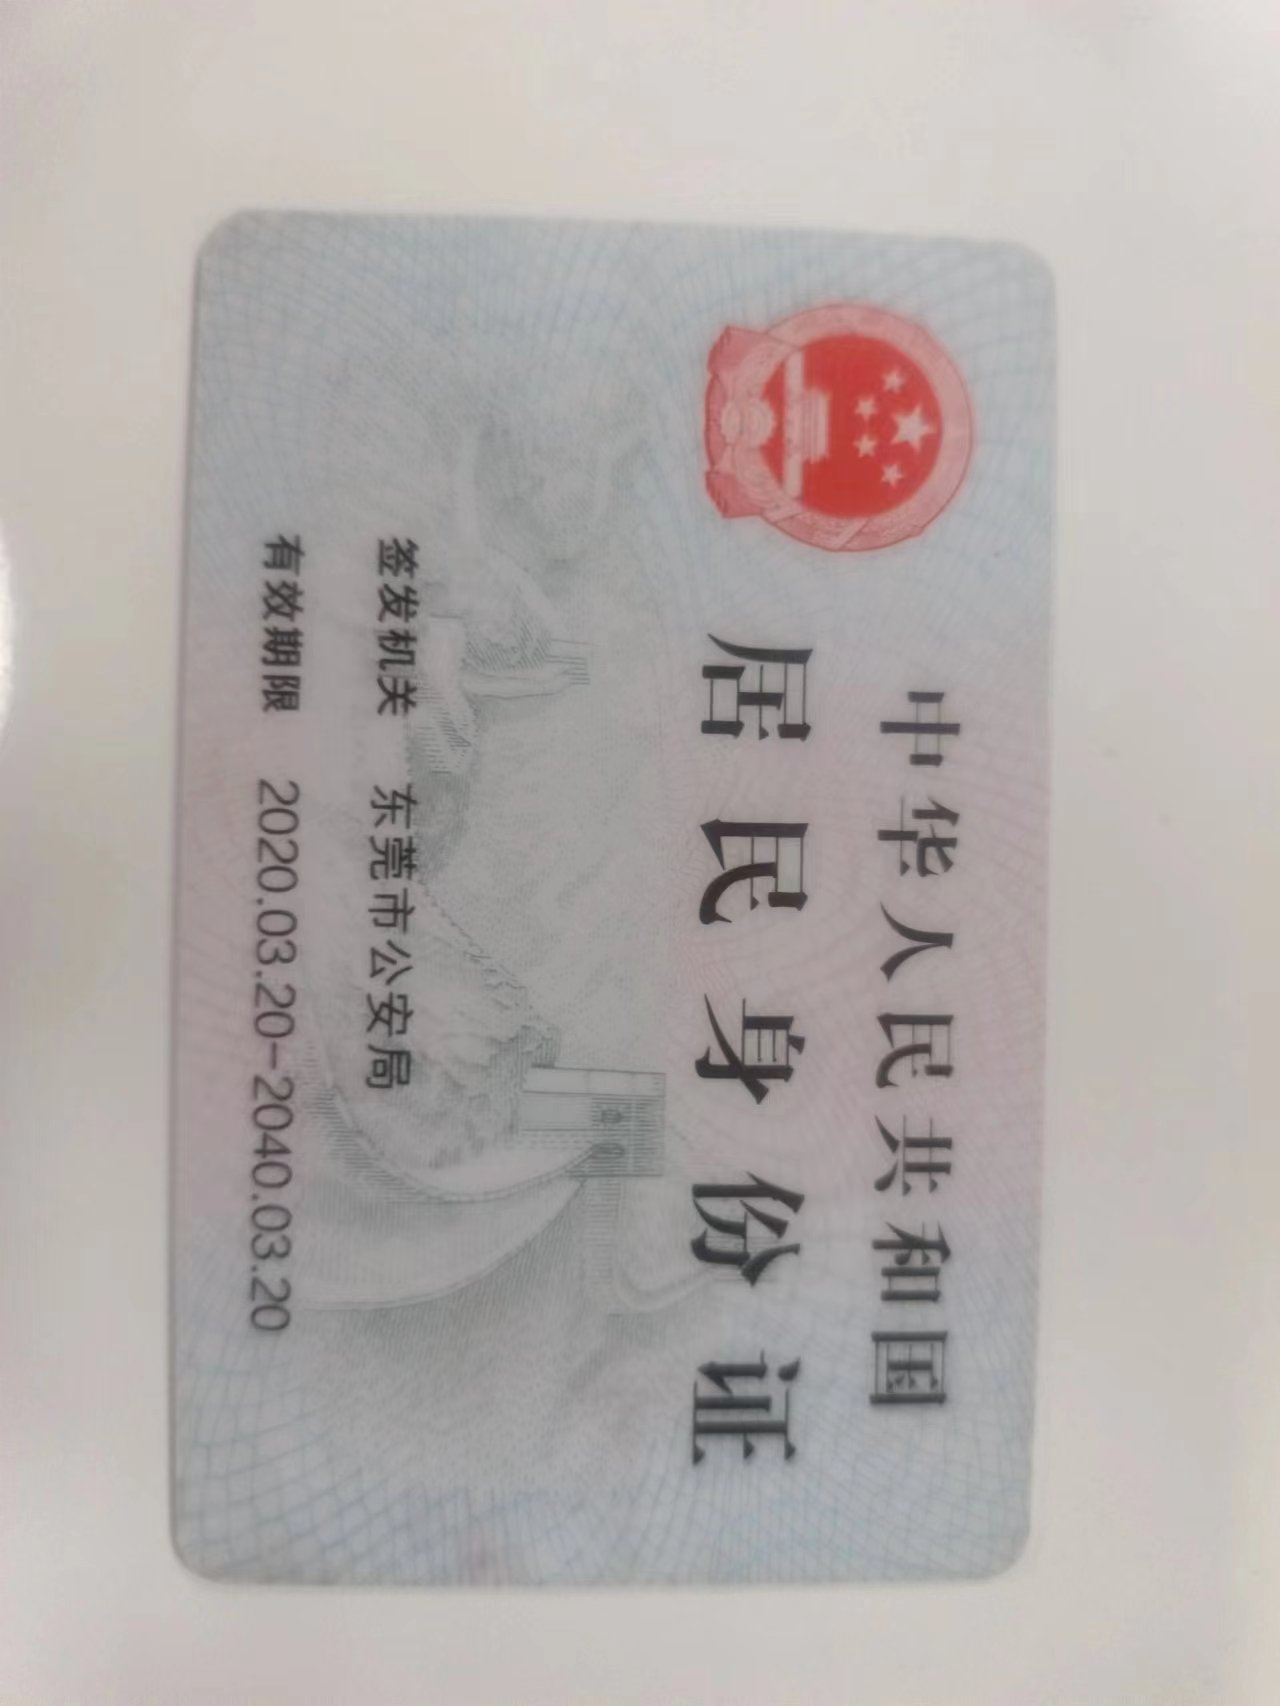 中华人民共和国
居民身份证
签发机关 东莞市公安局
有效期限 2020.03.20-2040.03.20